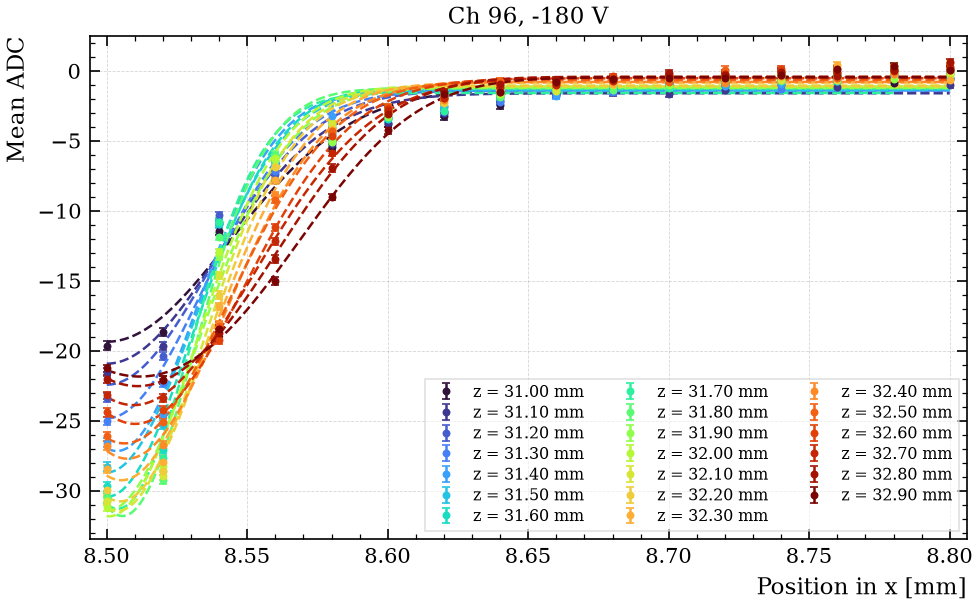 Ch 96, -180 V
Mean ADC
0
−5
−10
−15
−20
−25
−30
z = 31.00 mm
z = 31.10 mm
z = 31.20 mm
z = 31.30 mm
z = 31.40 mm
z = 31.50 mm
z = 31.60 mm
z = 31.70 mm
z = 31.80 mm
z = 31.90 mm
z = 32.00 mm
z = 32.10 mm
z = 32.20 mm
z = 32.30 mm
z = 32.40 mm
z = 32.50 mm
z = 32.60 mm
z = 32.70 mm
z = 32.80 mm
z = 32.90 mm
8.50 8.55 8.60 8.65 8.70 8.75 8.80
Position in x [mm]